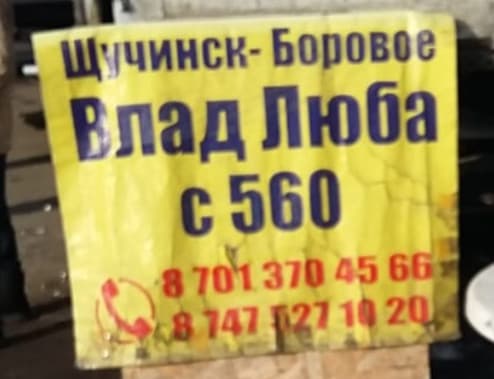 Щучинск- Боровое
Влад Люба
с 560
8 701 370 45 66
8 747 527 10 20